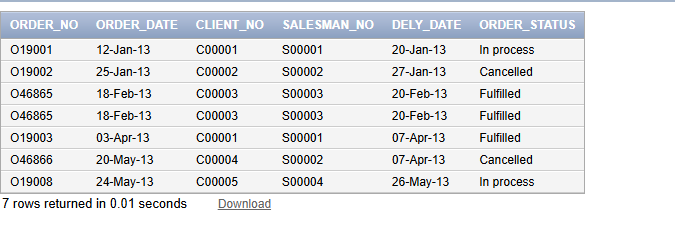 ORDER_NO ORDER_DATE CLIENT_NO SALESMAN_NO DELY_DATE ORDER_STATUS
O19001 12-Jan-13 C00001 S00001 20-Jan-13 In process
O19002 25-Jan-13 C00002 S00002 27-Jan-13 Cancelled
O46865 18-Feb-13 C00003 S00003 20-Feb-13 Fulfilled
O46865 18-Feb-13 C00003 S00003 20-Feb-13 Fulfilled
O19003 03-Apr-13 C00001 S00001 07-Apr-13 Fulfilled
O46866 20-May-13 C00004 S00002 07-Apr-13 Cancelled
O19008 24-May-13 C00005 S00004 26-May-13 In process
7 rows returned in 0.01 seconds Download